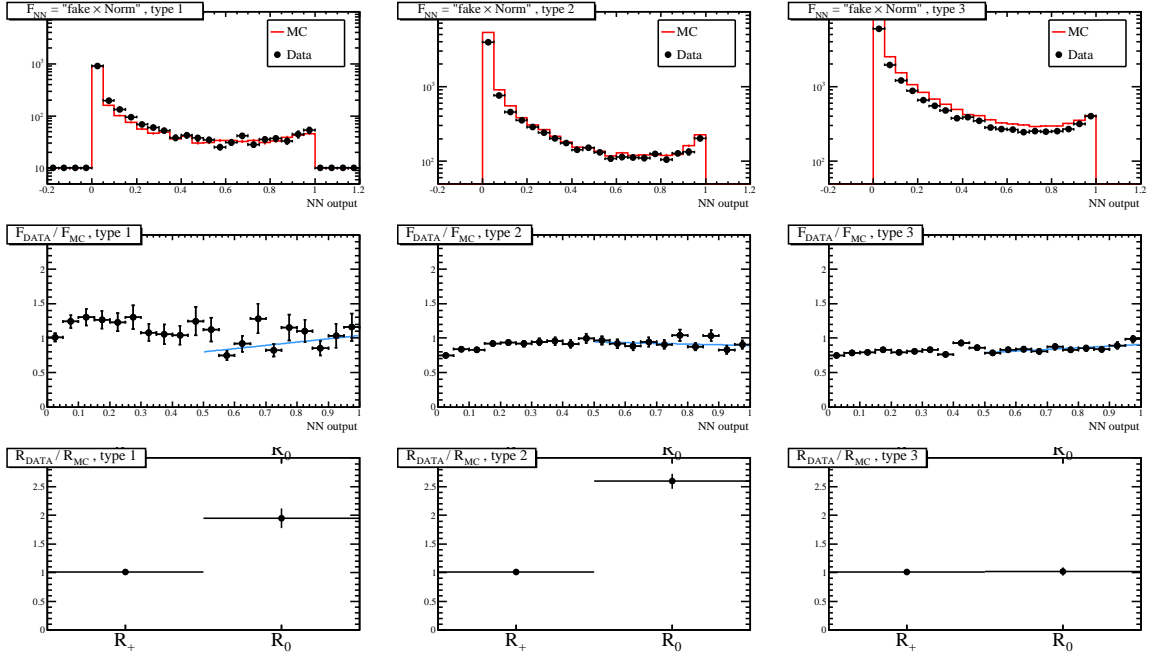 F_NN = "fake × Norm" , type 1
MC
Data
10^3
10^2
10
-0.2 0 0.2 0.4 0.6 0.8 1 1.2
NN output
F_NN = "fake × Norm" , type 2
MC
Data
10^3
10^2
-0.2 0 0.2 0.4 0.6 0.8 1 1.2
NN output
F_NN = "fake × Norm" , type 3
MC
Data
10^3
10^2
-0.2 0 0.2 0.4 0.6 0.8 1 1.2
NN output
F_DATA / F_MC , type 1
2
1.5
1
0.5
0
0 0.1 0.2 0.3 0.4 0.5 0.6 0.7 0.8 0.9 1
NN output
F_DATA / F_MC , type 2
2
1.5
1
0.5
0
0 0.1 0.2 0.3 0.4 0.5 0.6 0.7 0.8 0.9 1
NN output
F_DATA / F_MC , type 3
2
1.5
1
0.5
0
0 0.1 0.2 0.3 0.4 0.5 0.6 0.7 0.8 0.9 1
NN output
R_DATA / R_MC , type 1
R_0
2.5
2
1.5
1
0.5
0
R_+ R_0
R_DATA / R_MC , type 2
R_0
2.5
2
1.5
1
0.5
0
R_+ R_0
R_DATA / R_MC , type 3
R_0
2.5
2
1.5
1
0.5
0
R_+ R_0